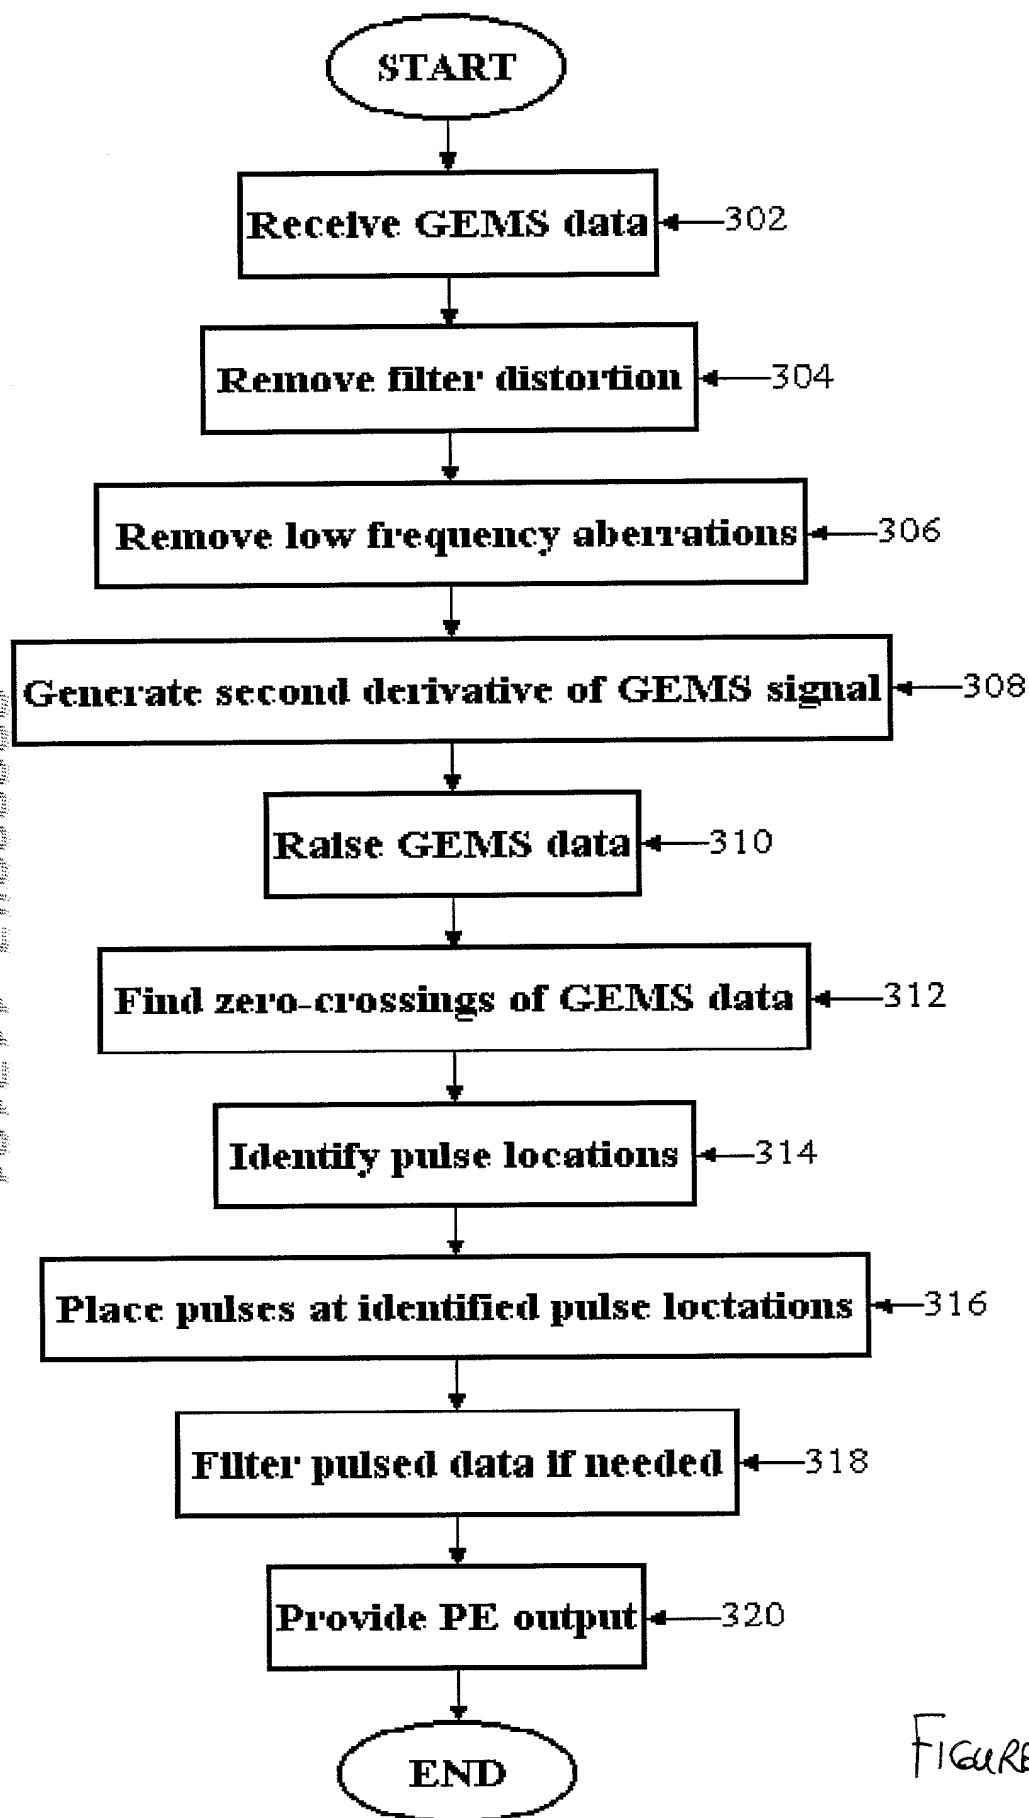 START
Receive GEMS data 302
Remove filter distortion 304
Remove low frequency aberrations 306
Generate second derivative of GEMS signal 308
Raise GEMS data 310
Find zero-crossings of GEMS data 312
Identify pulse locations 314
Place pulses at identified pulse loctations 316
Filter pulsed data if needed 318
Provide PE output 320
END
FIGURE